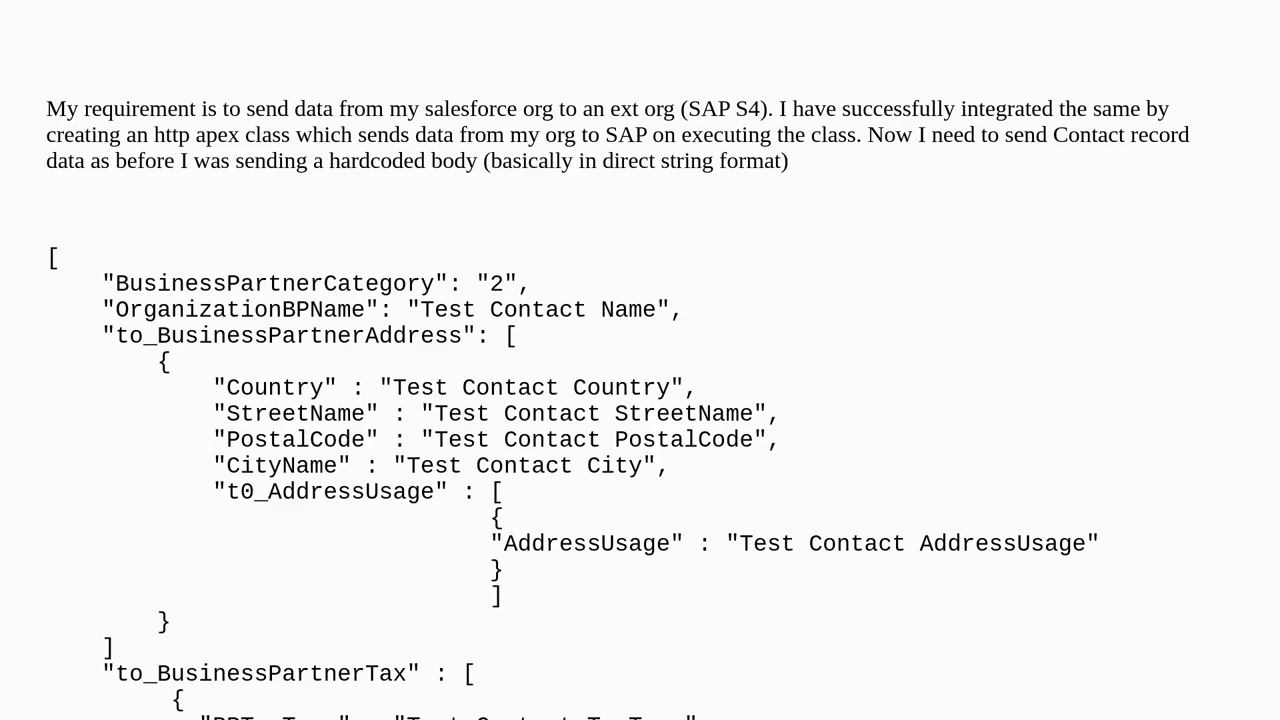 My requirement is to send data from my salesforce org to an ext org (SAP S4). I have successfully integrated the same by
creating an http apex class which sends data from my org to SAP on executing the class. Now I need to send Contact record
data as before I was sending a hardcoded body (basically in direct string format)
[
"BusinessPartnerCategory": "2",
"OrganizationBPName": "Test Contact Name",
"to_BusinessPartnerAddress": [
{
"Country" : "Test Contact Country",
"StreetName" : "Test Contact StreetName",
"PostalCode" : "Test Contact PostalCode",
"CityName" : "Test Contact City",
"t0_AddressUsage" : [
{
"AddressUsage" : "Test Contact AddressUsage"
}
]
}
]
"to_BusinessPartnerTax" : [
{